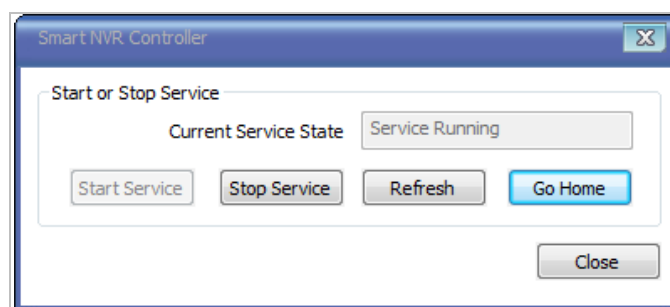 Smart NVR Controller
Start or Stop Service
Current Service State Service Running
Start Service Stop Service Refresh Go Home
Close